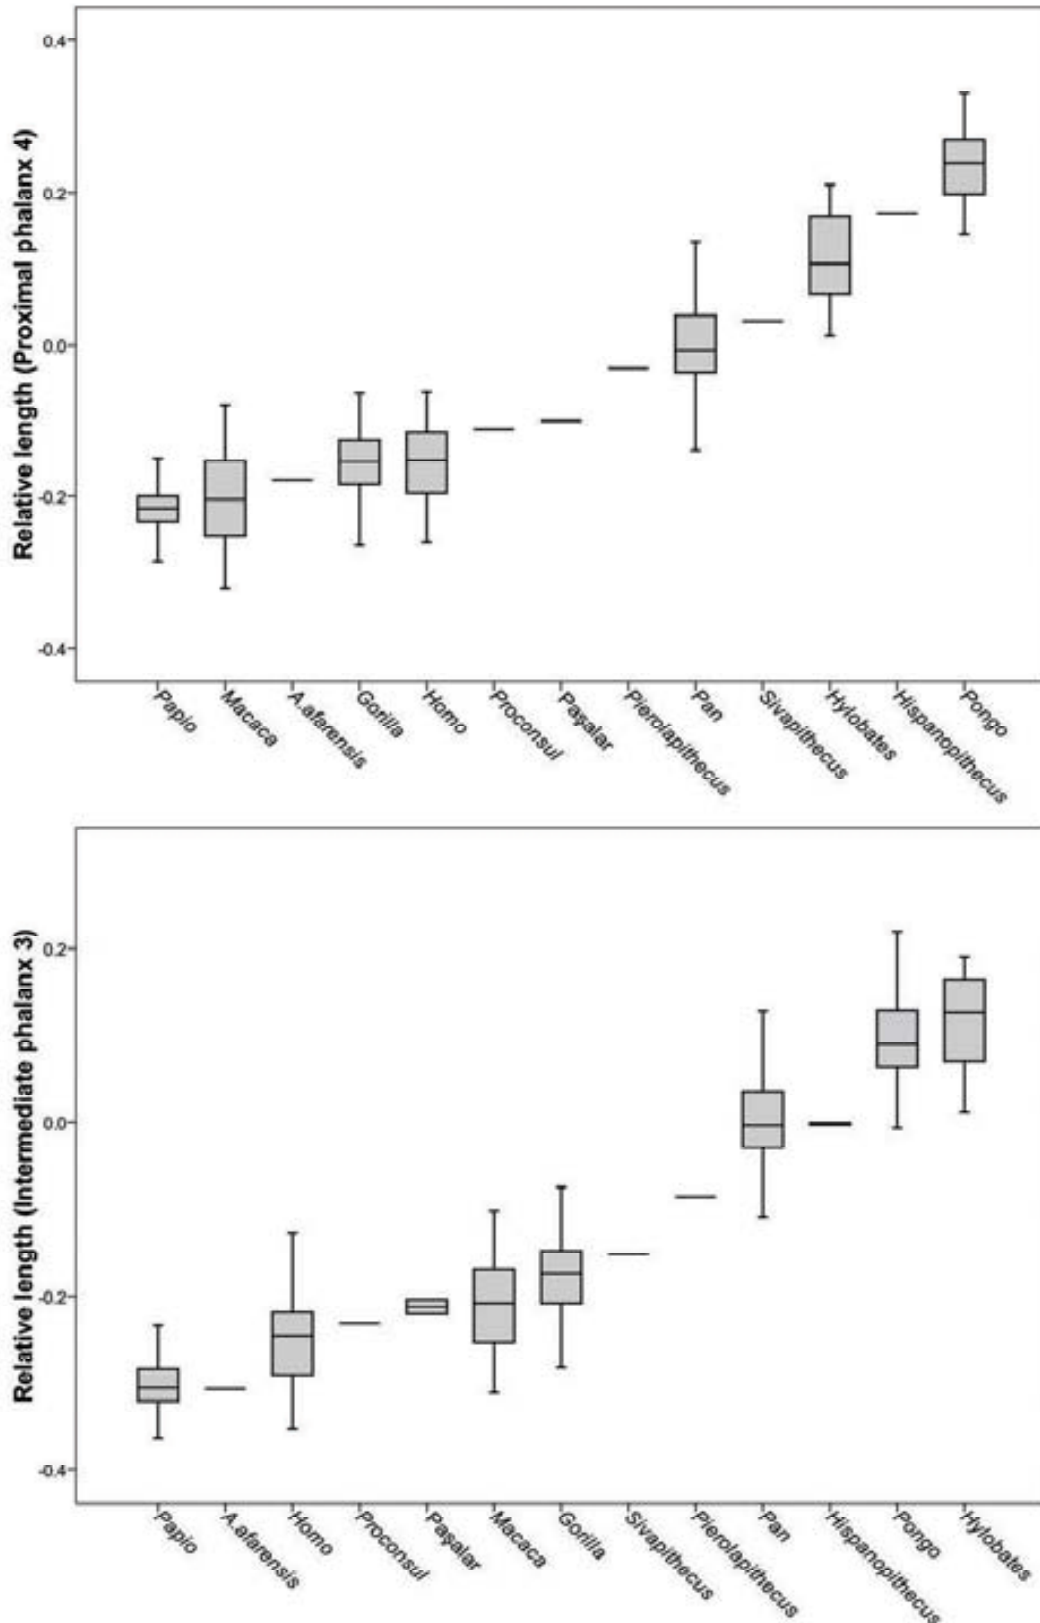 Relative length (Proximal phalanx 4)
0.4
0.2
0.0
-0.2
-0.4
Papio
Macaca
A.afarensis
Gorilla
Homo
Proconsul
Paşalar
Pierolapithecus
Pan
Sivapithecus
Hylobates
Hispanopithecus
Pongo
Relative length (Intermediate phalanx 3)
0.2
0.0
-0.2
-0.4
Papio
A.afarensis
Homo
Proconsul
Paşalar
Macaca
Gorilla
Sivapithecus
Pierolapithecus
Pan
Hispanopithecus
Pongo
Hylobates